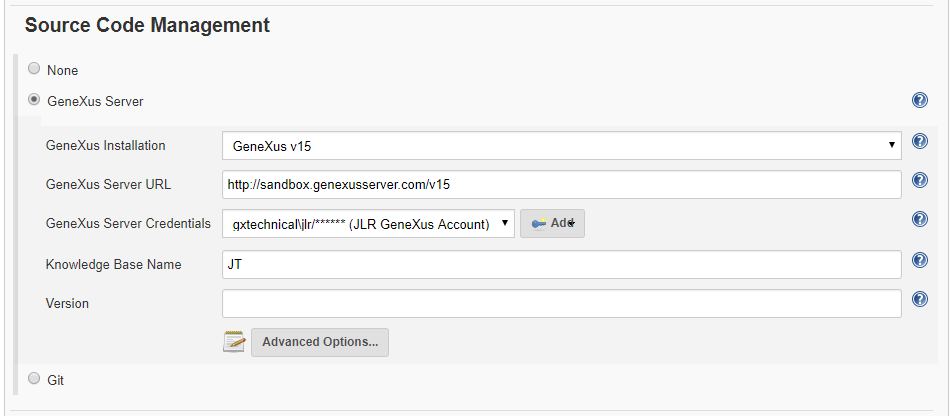 Source Code Management
None
GeneXus Server
GeneXus Installation GeneXus v15
GeneXus Server URL http://sandbox.genexusserver.com/v15
GeneXus Server Credentials gxtechnical\jlr/****** (JLR GeneXus Account) Add
Knowledge Base Name JT
Version
Advanced Options...
Git